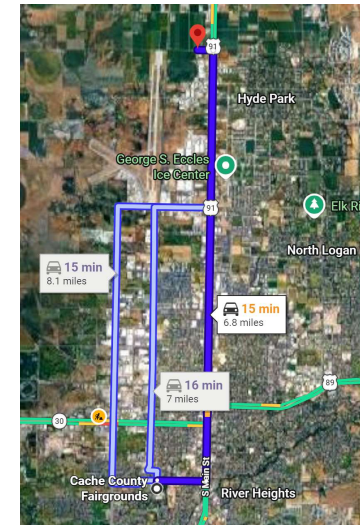 91
Hyde Park
George S. Eccles
Ice Center
91
Elk Ri
North Logan
15 min
8.1 miles
15 min
6.8 miles
16 min
7 miles
89
30
S Main St
Cache County
Fairgrounds
River Heights